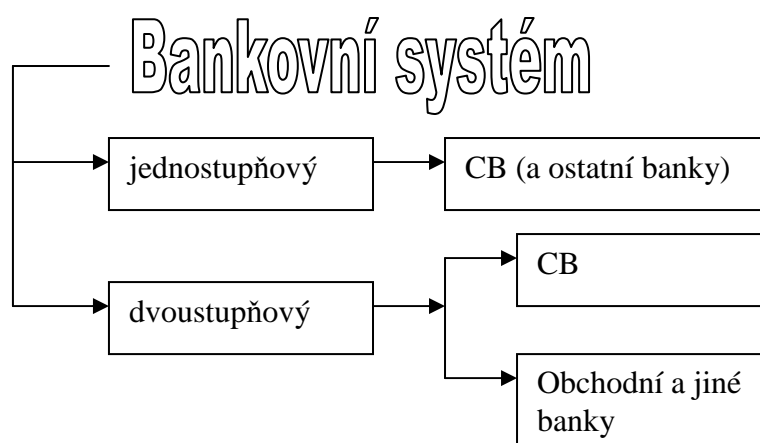 Bankovní systém
jednostupňový
CB (a ostatní banky)
dvoustupňový
CB
Obchodní a jiné
banky